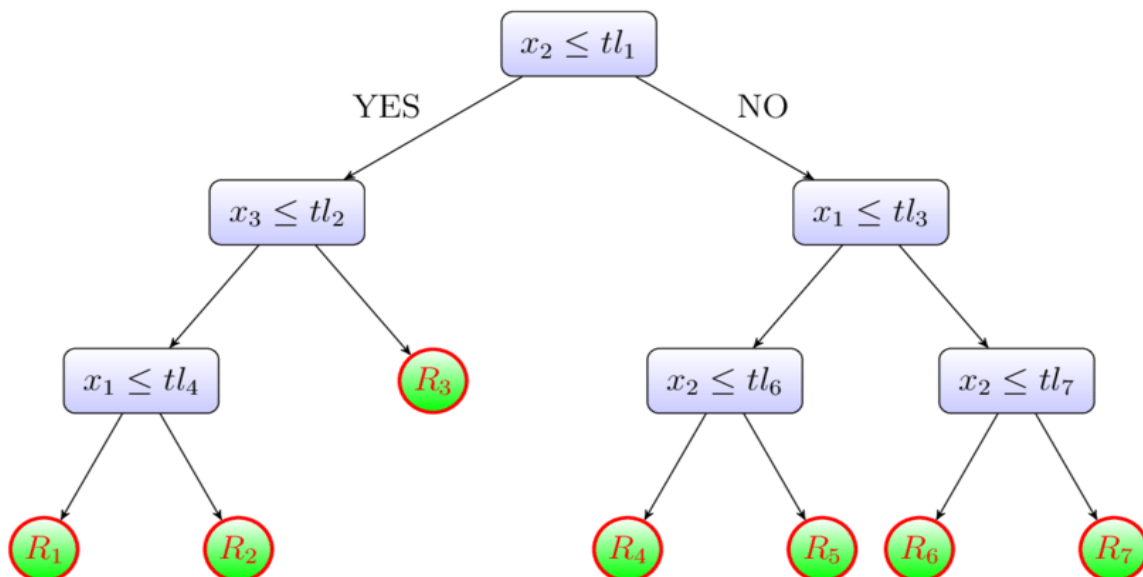 x₂ ≤ tl₁
YES NO
x₃ ≤ tl₂ x₁ ≤ tl₃
x₁ ≤ tl₄ R₃ x₂ ≤ tl₆ x₂ ≤ tl₇
R₁ R₂ R₄ R₅ R₆ R₇